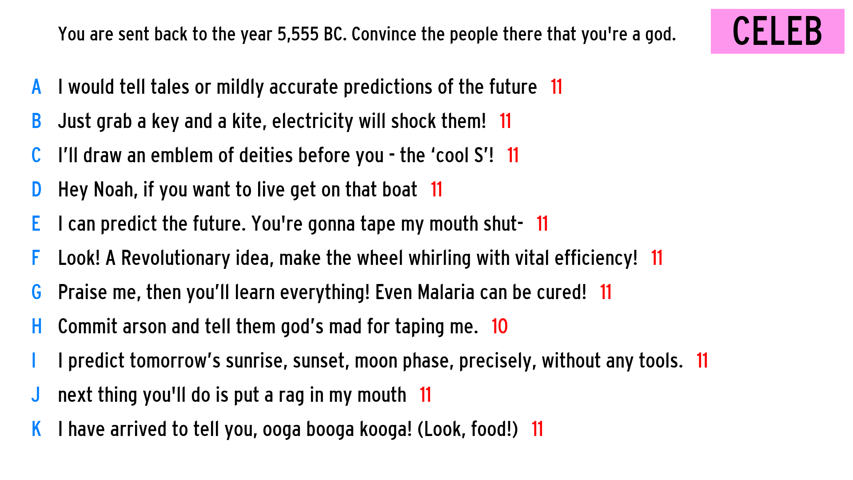 You are sent back to the year 5,555 BC. Convince the people there that you're a god.
CELEB
A I would tell tales or mildly accurate predictions of the future 11
B Just grab a key and a kite, electricity will shock them! 11
C I’ll draw an emblem of deities before you - the ‘cool S’! 11
D Hey Noah, if you want to live get on that boat 11
E I can predict the future. You're gonna tape my mouth shut- 11
F Look! A Revolutionary idea, make the wheel whirling with vital efficiency! 11
G Praise me, then you’ll learn everything! Even Malaria can be cured! 11
H Commit arson and tell them god’s mad for taping me. 10
I I predict tomorrow’s sunrise, sunset, moon phase, precisely, without any tools. 11
J next thing you'll do is put a rag in my mouth 11
K I have arrived to tell you, ooga booga kooga! (Look, food!) 11